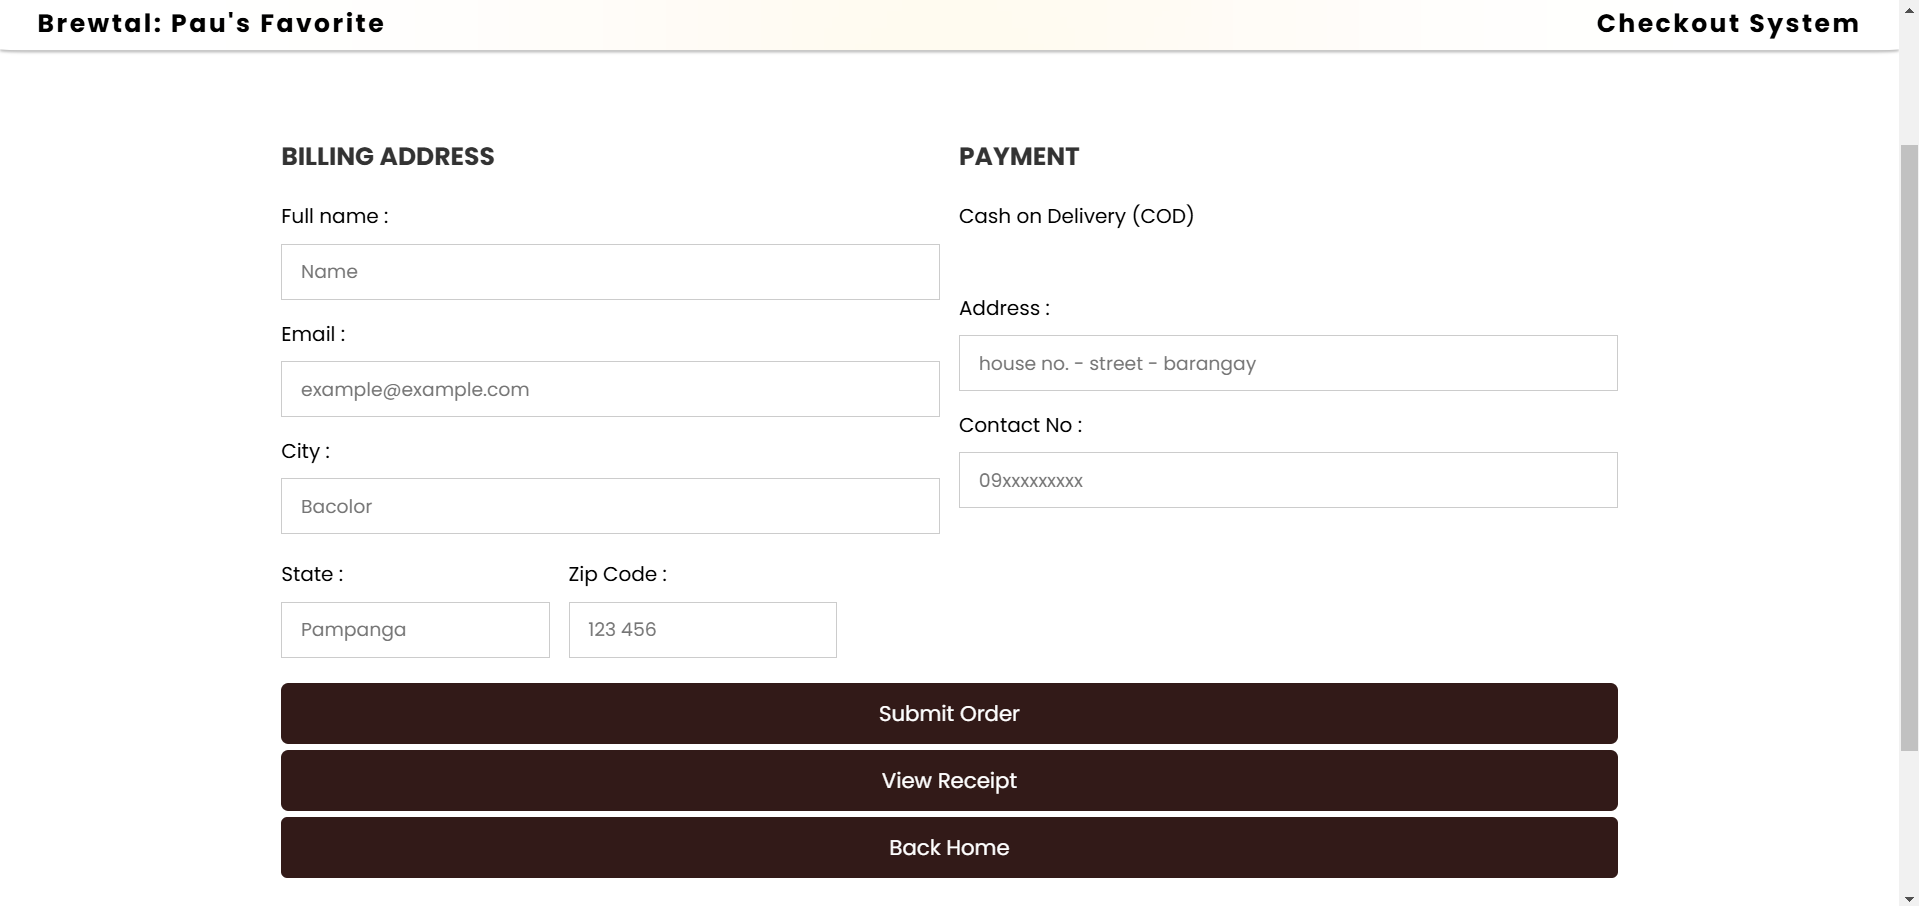 Brewtal: Pau's Favorite
Checkout System
BILLING ADDRESS
Full name :
Name
Email :
example@example.com
City :
Bacolor
State :
Pampanga
Zip Code :
123 456
PAYMENT
Cash on Delivery (COD)
Address :
house no. - street - barangay
Contact No :
09xxxxxxxxx
Submit Order
View Receipt
Back Home